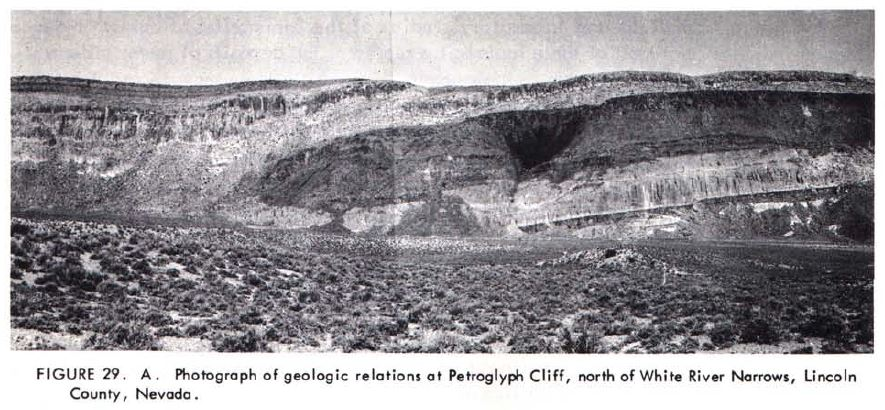 FIGURE 29. A. Photograph of geologic relations at Petroglyph Cliff, north of White River Narrows, Lincoln
County, Nevada.